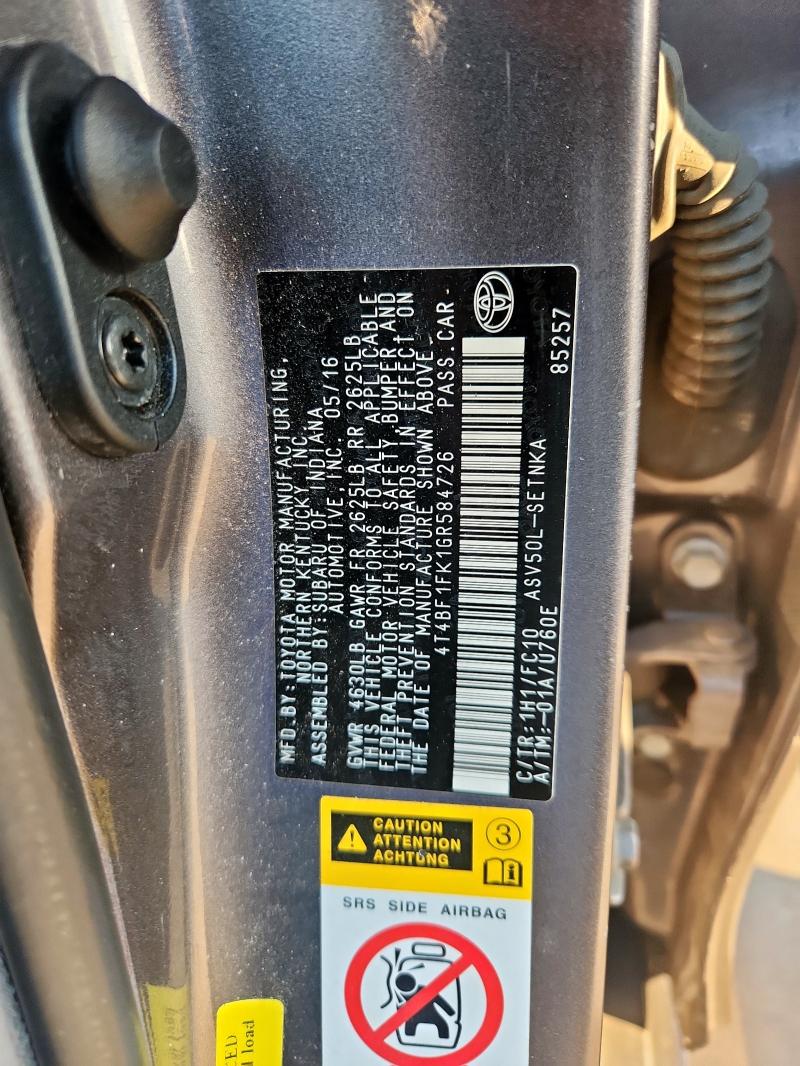 MFD BY: TOYOTA MOTOR MANUFACTURING,
NORTHERN KENTUCKY, INC.
ASSEMBLED BY: SUBARU OF INDIANA
AUTOMOTIVE, INC. 05/16
GVWR 4630LB GAWR FR 2625LB RR 2625LB
THIS VEHICLE CONFORMS TO ALL APPLICABLE
FEDERAL MOTOR VEHICLE SAFETY, BUMPER AND
THEFT PREVENTION STANDARDS IN EFFECT ON
THE DATE OF MANUFACTURE SHOWN ABOVE.
4T4BF1FK1GR584726 PASS.CAR
C/TR: 1H1/FC10 ASV50L-SETNKA
A/TM: -01A/U760E 85257
CAUTION
ATTENTION
ACHTUNG
3
SRS SIDE AIRBAG
load